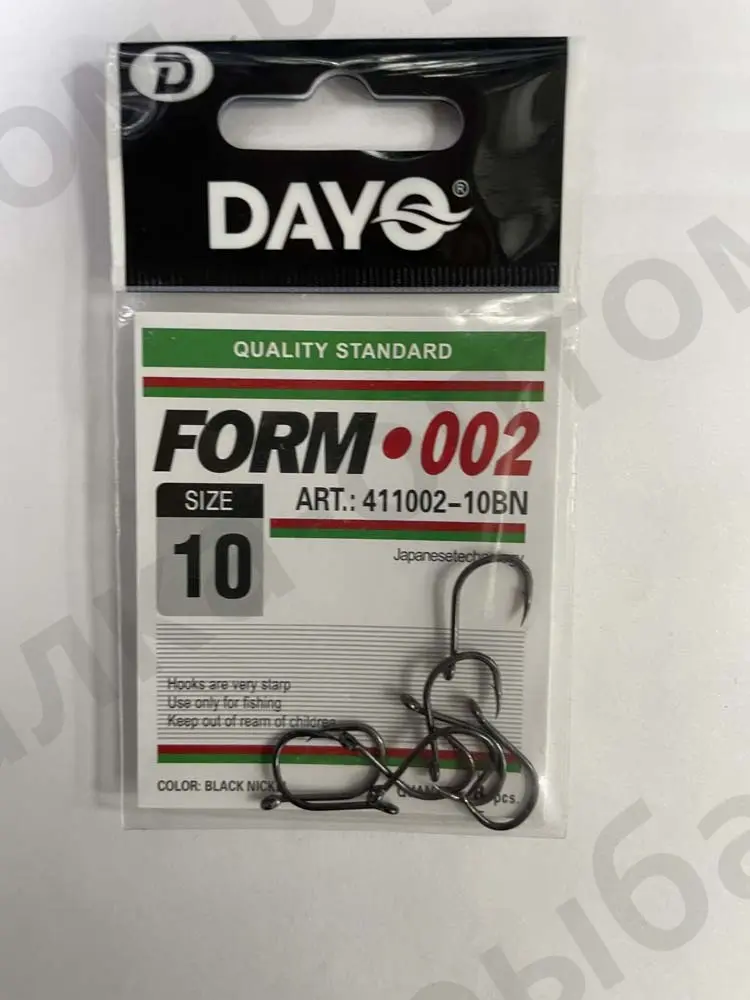 D
DAYO®
QUALITY STANDARD
FORM•002
SIZE
10
ART.: 411002-10BN
Hooks are very starp
Use only for fishing
Keep out of ream of children
COLOR: BLACK
pcs.